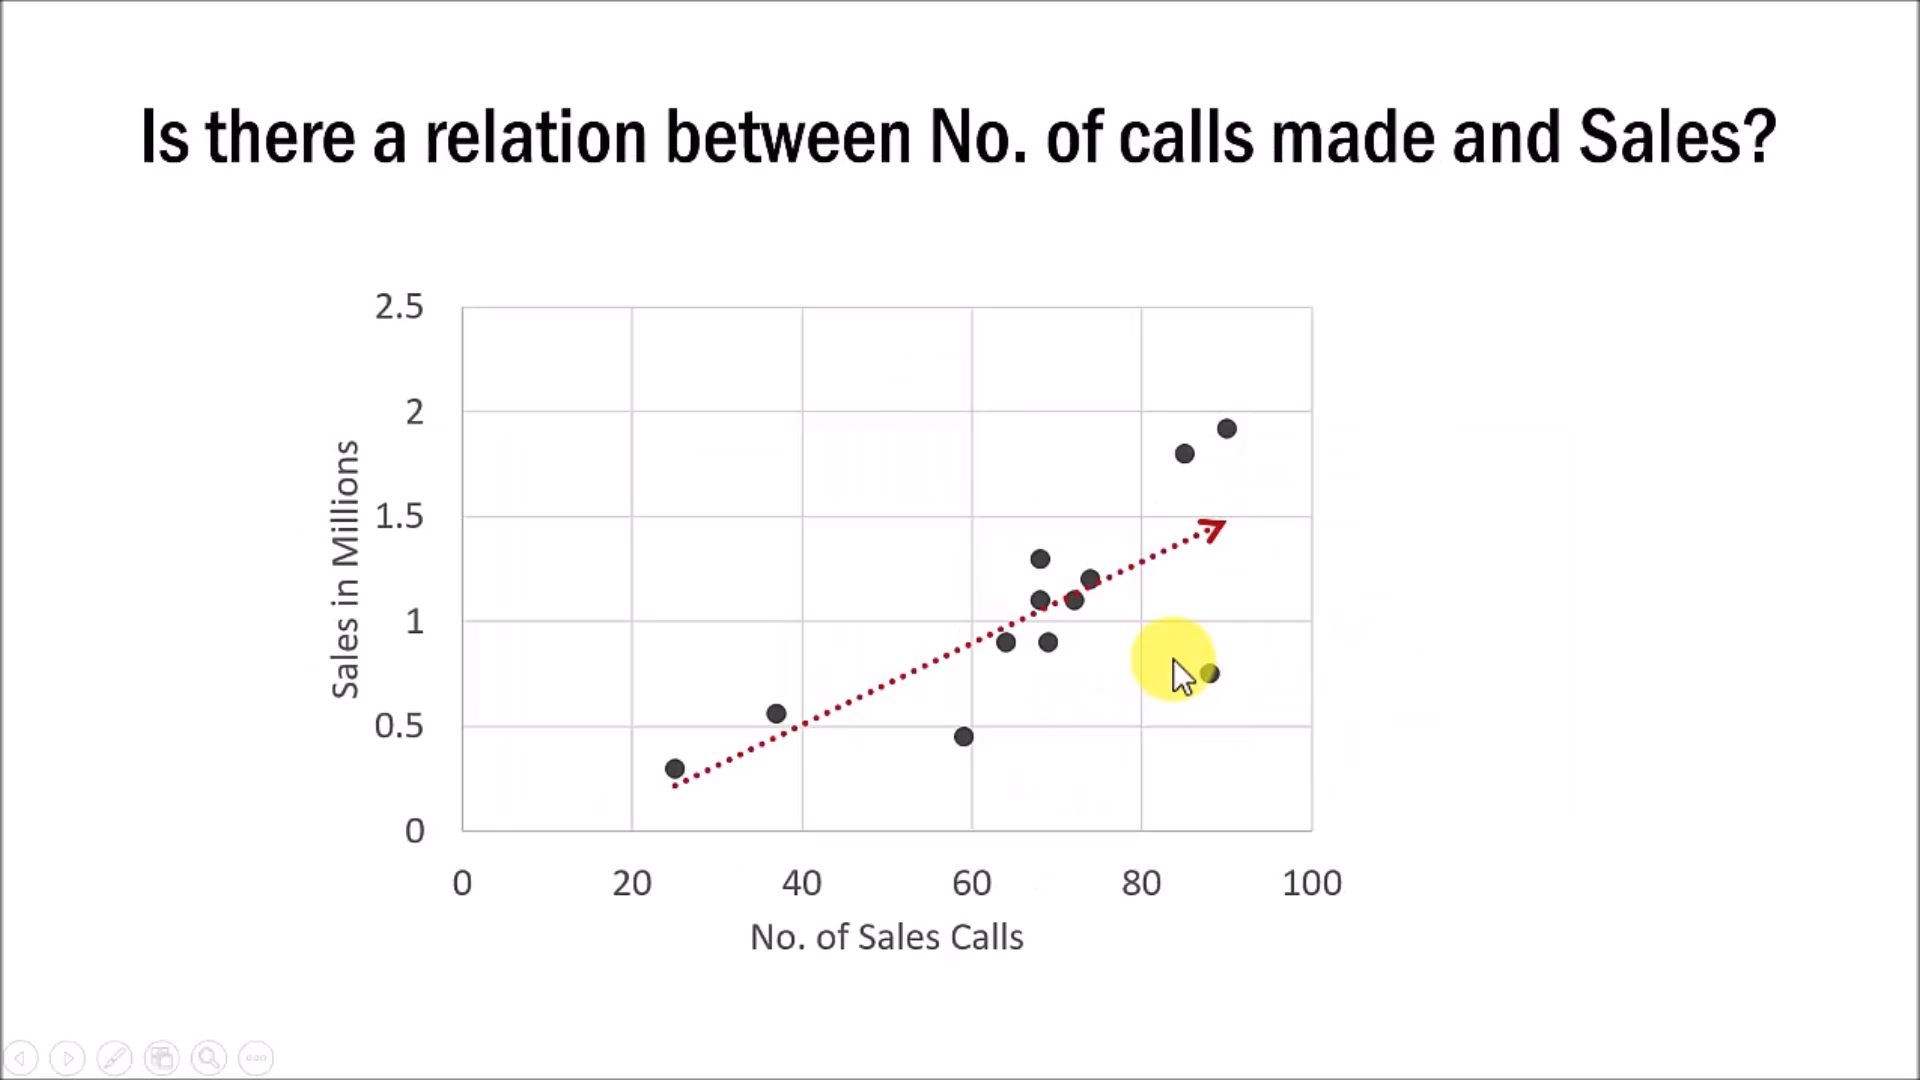 Is there a relation between No. of calls made and Sales?
2.5
2
1.5
1
0.5
0
Sales in Millions
0 20 40 60 80 100
No. of Sales Calls